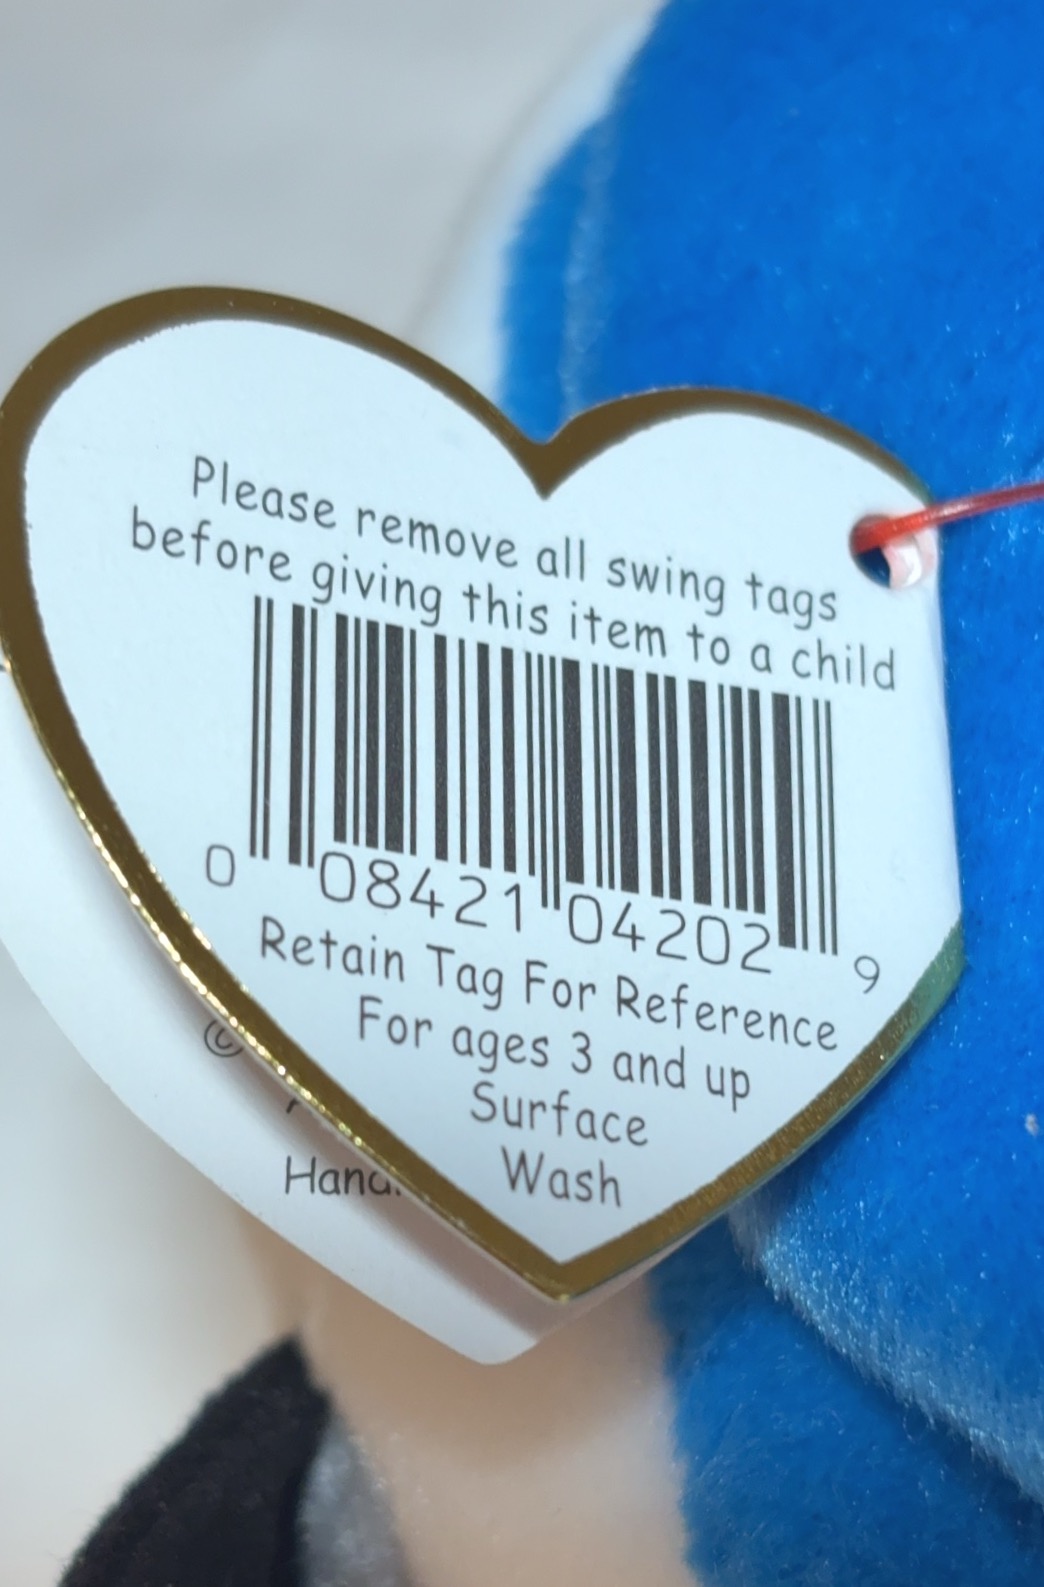 Please remove all swing tags
before giving this item to a child
0 08421 04202 9
Retain Tag For Reference
For ages 3 and up
Surface
Wash
©